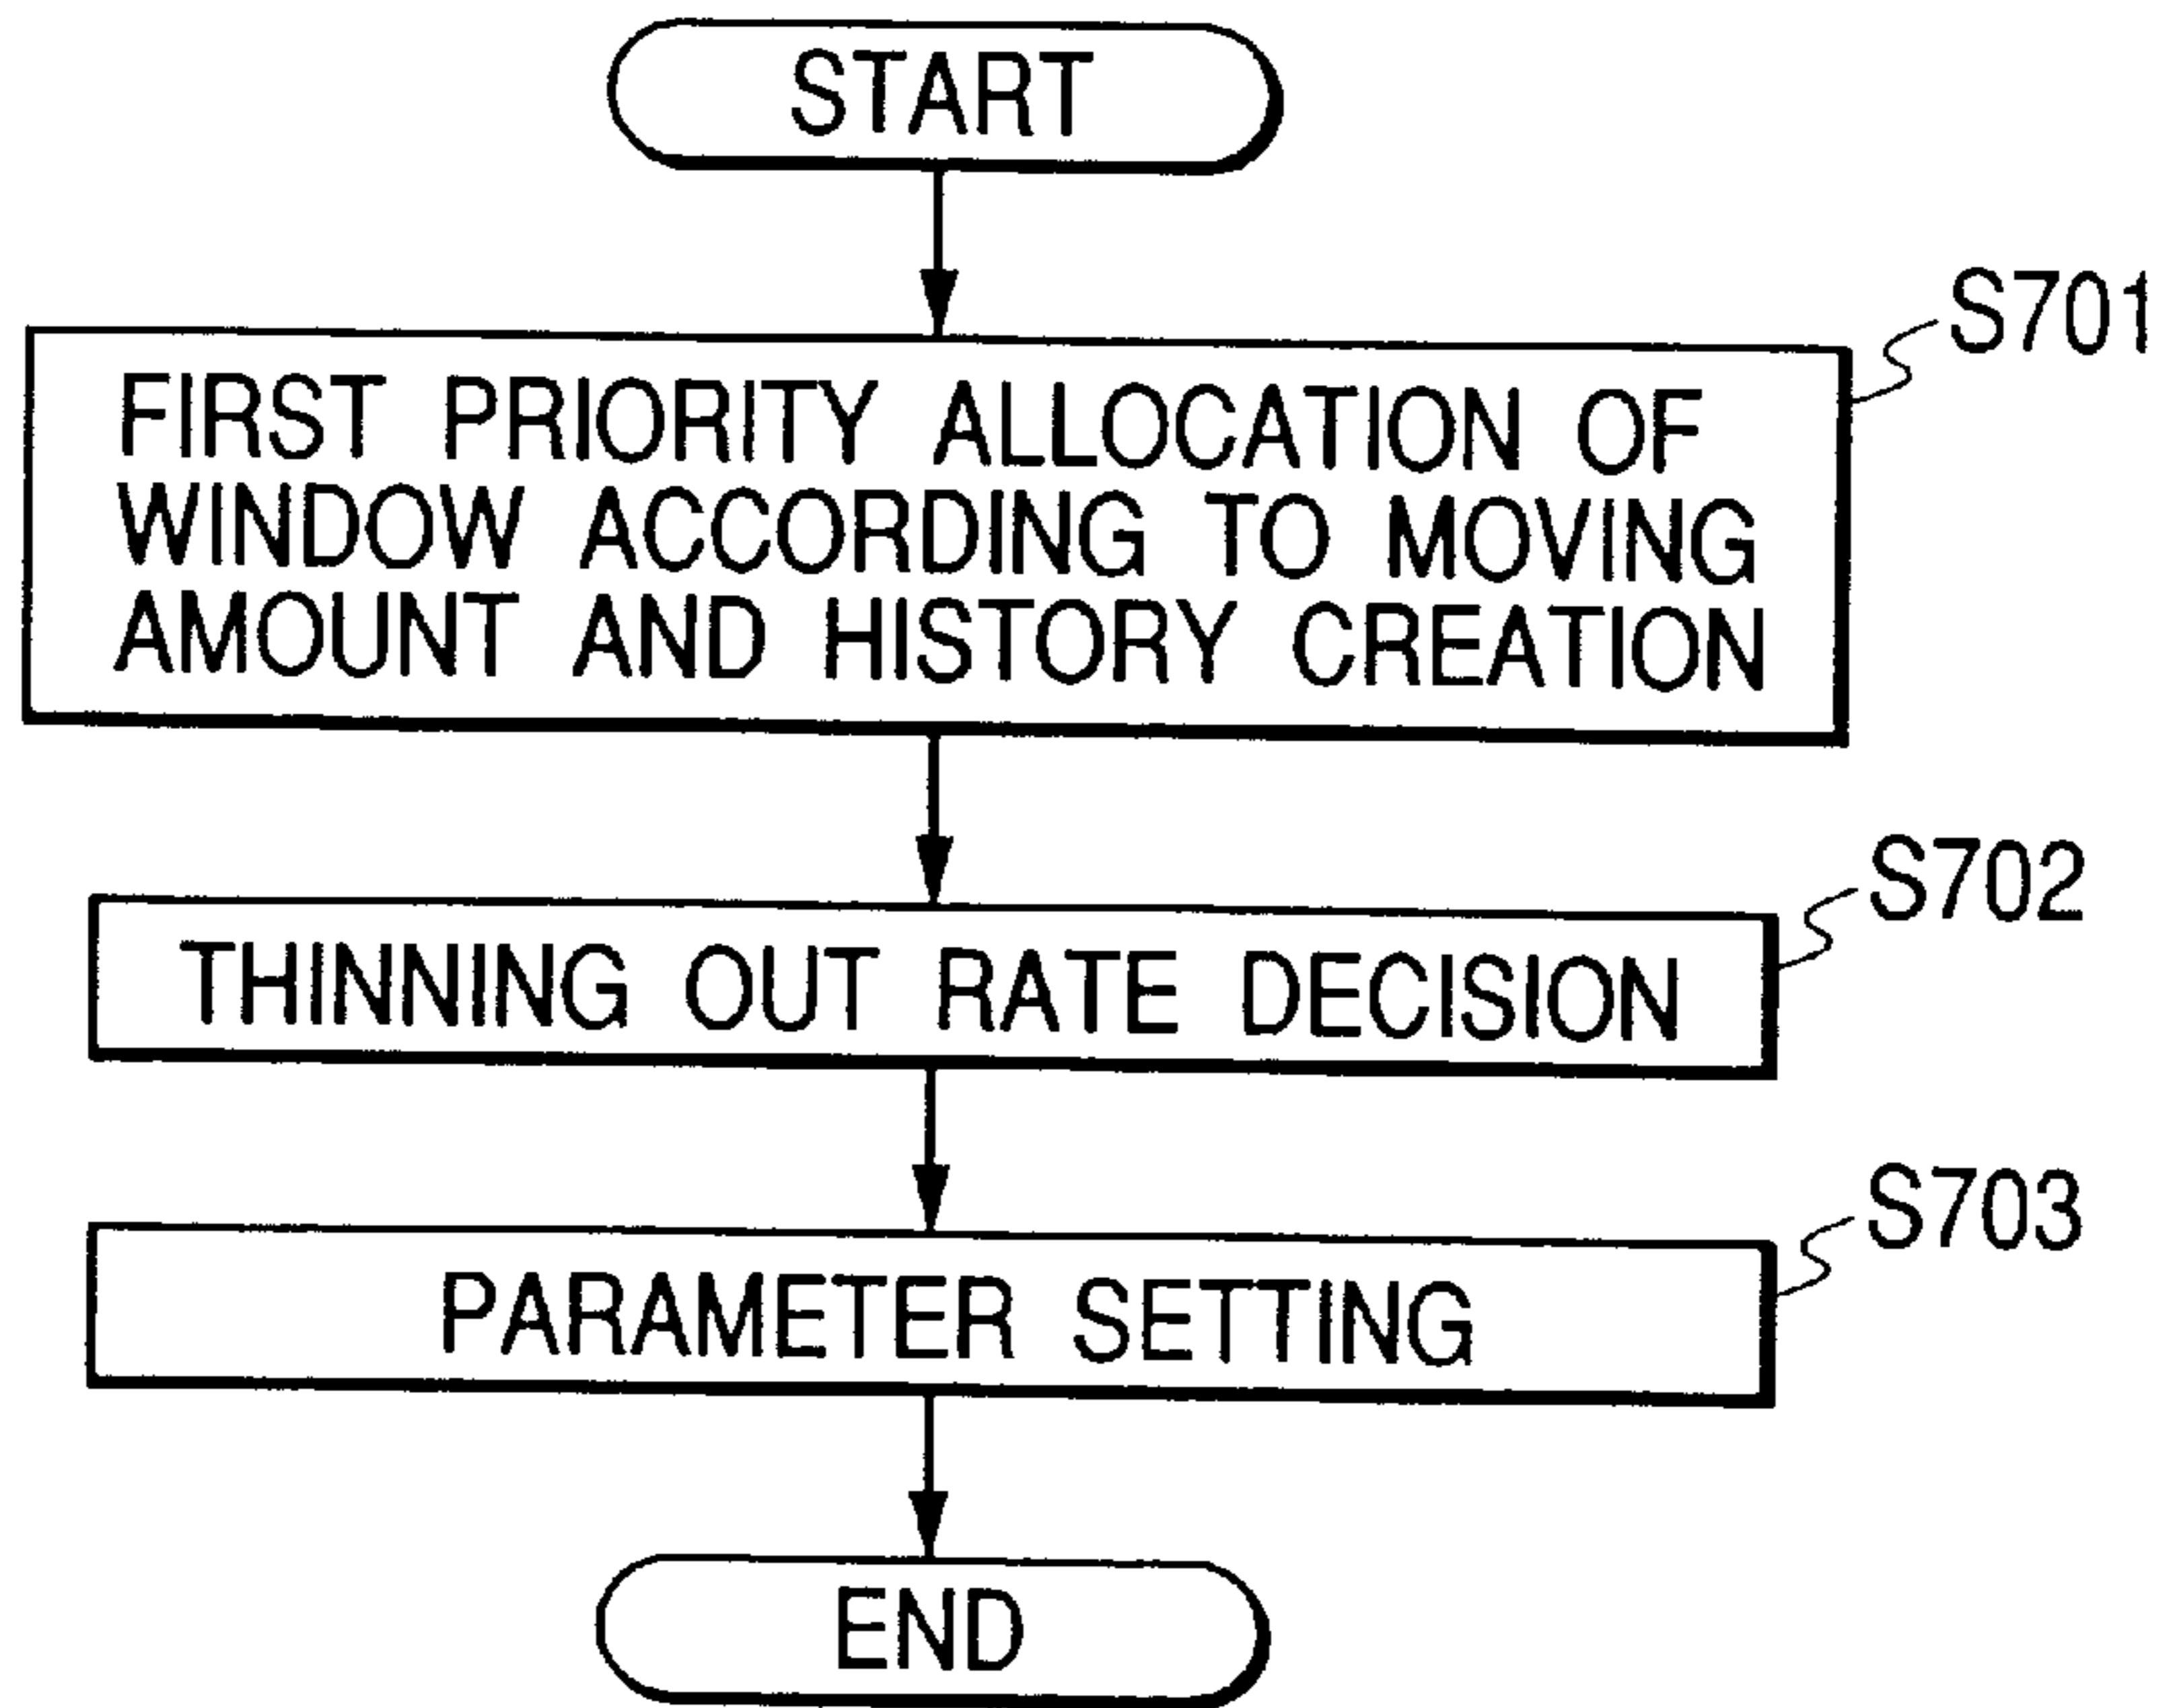 START
S701
FIRST PRIORITY ALLOCATION OF
WINDOW ACCORDING TO MOVING
AMOUNT AND HISTORY CREATION
S702
THINNING OUT RATE DECISION
S703
PARAMETER SETTING
END